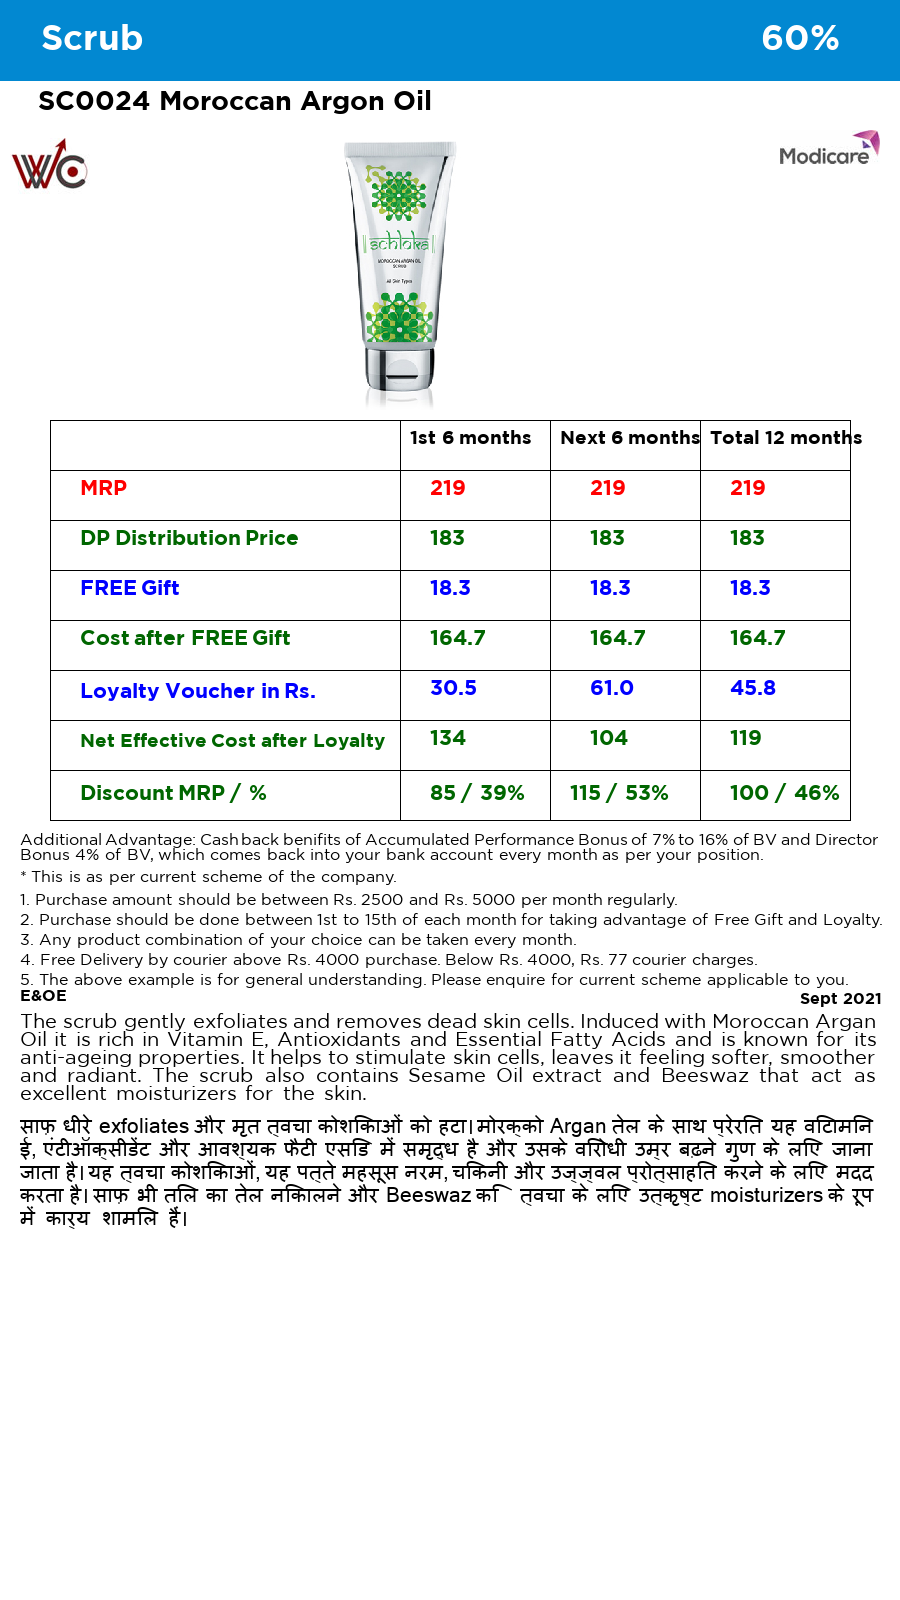 Scrub 60%
SC0024 Moroccan Argon Oil
WC
Modicare
schloka
MOROCCAN ARGAN OIL
SCRUB
All Skin Types
1st 6 months Next 6 months Total 12 months
MRP 219 219 219
DP Distribution Price 183 183 183
FREE Gift 18.3 18.3 18.3
Cost after FREE Gift 164.7 164.7 164.7
Loyalty Voucher in Rs. 30.5 61.0 45.8
Net Effective Cost after Loyalty 134 104 119
Discount MRP / % 85 / 39% 115 / 53% 100 / 46%
Additional Advantage: Cash back benifits of Accumulated Performance Bonus of 7% to 16% of BV and Director
Bonus 4% of BV, which comes back into your bank account every month as per your position.
* This is as per current scheme of the company.
1. Purchase amount should be between Rs. 2500 and Rs. 5000 per month regularly.
2. Purchase should be done between 1st to 15th of each month for taking advantage of Free Gift and Loyalty.
3. Any product combination of your choice can be taken every month.
4. Free Delivery by courier above Rs. 4000 purchase. Below Rs. 4000, Rs. 77 courier charges.
5. The above example is for general understanding. Please enquire for current scheme applicable to you.
E&OE
Sept 2021
The scrub gently exfoliates and removes dead skin cells. Induced with Moroccan Argan
Oil it is rich in Vitamin E, Antioxidants and Essential Fatty Acids and is known for its
anti-ageing properties. It helps to stimulate skin cells, leaves it feeling softer, smoother
and radiant. The scrub also contains Sesame Oil extract and Beeswaz that act as
excellent moisturizers for the skin.
साफ़ धीरे exfoliates और मृत त्वचा कोशिकाओं को हटा। मोरक्को Argan तेल के साथ प्रेरित यह विटामिन
ई, एंटीऑक्सीडेंट और आवश्यक फैटी एसिड में समृद्ध है और उसके विरोधी उम्र बढ़ने गुण के लिए जाना
जाता है। यह त्वचा कोशिकाओं, यह पत्ते महसूस नरम, चिकनी और उज्ज्वल प्रोत्साहित करने के लिए मदद
करता है। साफ़ भी तिल का तेल निकालने और Beeswaz कि त्वचा के लिए उत्कृष्ट moisturizers के रूप
में कार्य शामिल हैं।